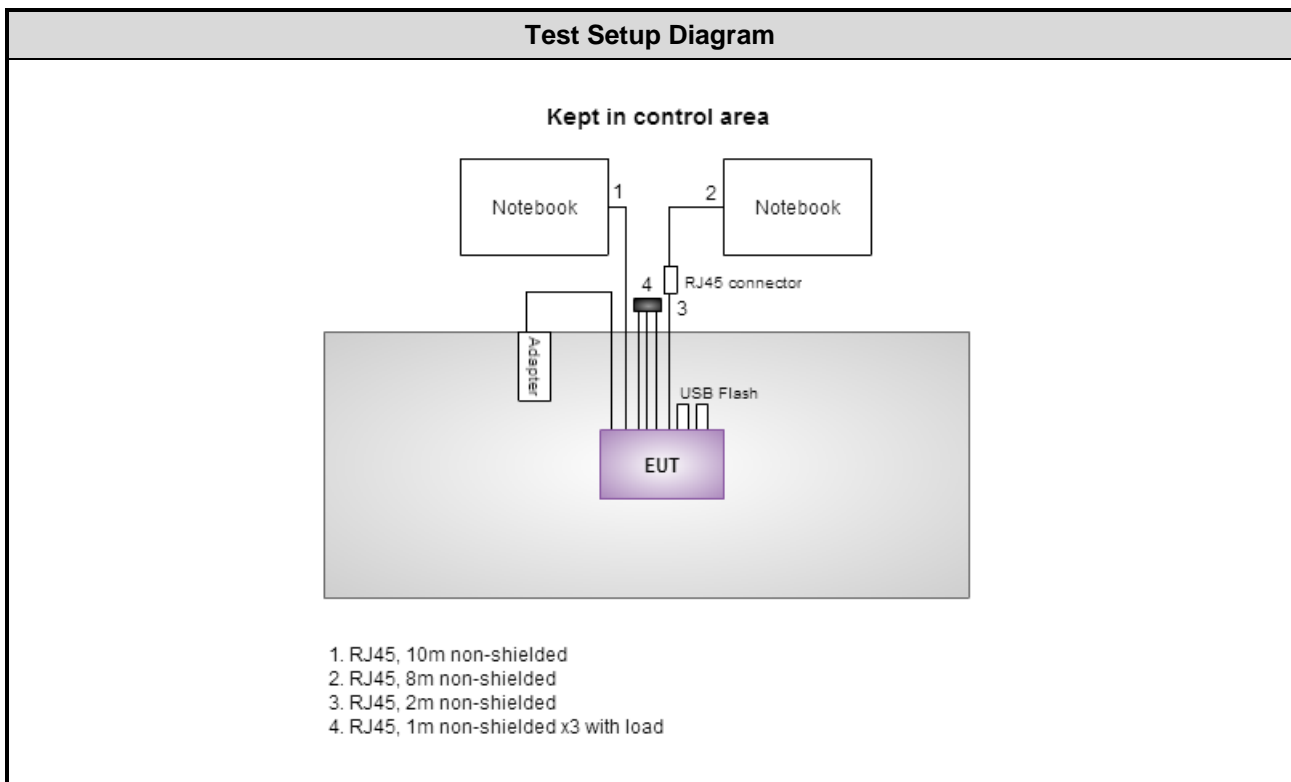 Test Setup Diagram
Kept in control area
Notebook
1
2
Notebook
4
RJ45 connector
3
Adapter
USB Flash
EUT
1. RJ45, 10m non-shielded
2. RJ45, 8m non-shielded
3. RJ45, 2m non-shielded
4. RJ45, 1m non-shielded x3 with load